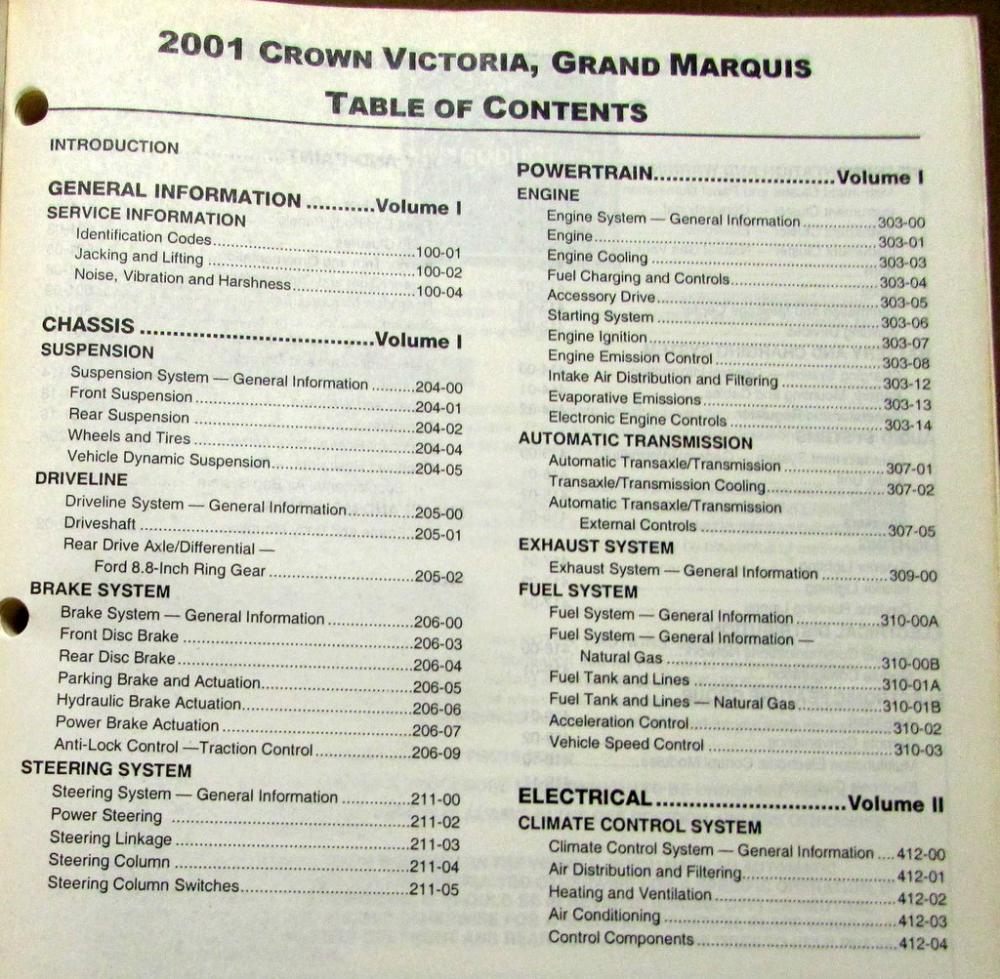 2001 CROWN VICTORIA, GRAND MARQUIS
TABLE OF CONTENTS
INTRODUCTION
GENERAL INFORMATION ...........Volume I
SERVICE INFORMATION
Identification Codes..........100-01
Jacking and Lifting ..........100-02
Noise, Vibration and Harshness..........100-04
CHASSIS ..........Volume I
SUSPENSION
Suspension System — General Information ..........204-00
Front Suspension ..........204-01
Rear Suspension ..........204-02
Wheels and Tires ..........204-04
Vehicle Dynamic Suspension..........204-05
DRIVELINE
Driveline System — General Information..........205-00
Driveshaft ..........205-01
Rear Drive Axle/Differential —
Ford 8.8-Inch Ring Gear ..........205-02
BRAKE SYSTEM
Brake System — General Information ..........206-00
Front Disc Brake ..........206-03
Rear Disc Brake..........206-04
Parking Brake and Actuation..........206-05
Hydraulic Brake Actuation..........206-06
Power Brake Actuation ..........206-07
Anti-Lock Control —Traction Control..........206-09
STEERING SYSTEM
Steering System — General Information ..........211-00
Power Steering ..........211-02
Steering Linkage ..........211-03
Steering Column ..........211-04
Steering Column Switches..........211-05
POWERTRAIN..........Volume I
ENGINE
Engine System — General Information ..........303-00
Engine..........303-01
Engine Cooling ..........303-03
Fuel Charging and Controls..........303-04
Accessory Drive..........303-05
Starting System ..........303-06
Engine Ignition..........303-07
Engine Emission Control ..........303-08
Intake Air Distribution and Filtering ..........303-12
Evaporative Emissions..........303-13
Electronic Engine Controls ..........303-14
AUTOMATIC TRANSMISSION
Automatic Transaxle/Transmission ..........307-01
Transaxle/Transmission Cooling..........307-02
Automatic Transaxle/Transmission
External Controls ..........307-05
EXHAUST SYSTEM
Exhaust System — General Information ..........309-00
FUEL SYSTEM
Fuel System — General Information ..........310-00A
Fuel System — General Information —
Natural Gas ..........310-00B
Fuel Tank and Lines ..........310-01A
Fuel Tank and Lines — Natural Gas ..........310-01B
Acceleration Control..........310-02
Vehicle Speed Control ..........310-03
ELECTRICAL..........Volume II
CLIMATE CONTROL SYSTEM
Climate Control System — General Information ....412-00
Air Distribution and Filtering..........412-01
Heating and Ventilation ..........412-02
Air Conditioning ..........412-03
Control Components ..........412-04